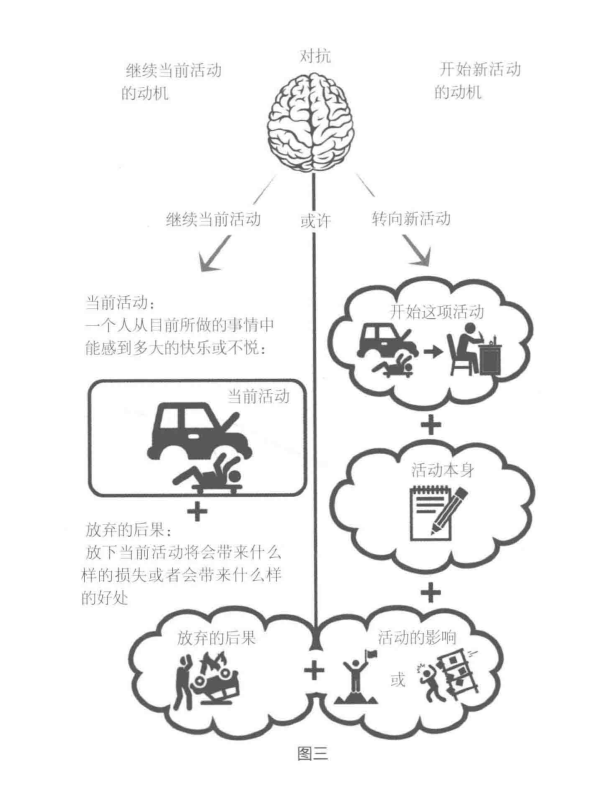 对抗
继续当前活动
的动机
开始新活动
的动机
继续当前活动
或许
转向新活动
当前活动：
一个人从目前所做的事情中
能感到多大的快乐或不悦：
当前活动
开始这项活动
活动本身
放弃的后果：
放下当前活动将会带来什么
样的损失或者会带来什么样
的好处
放弃的后果
活动的影响
或
图三